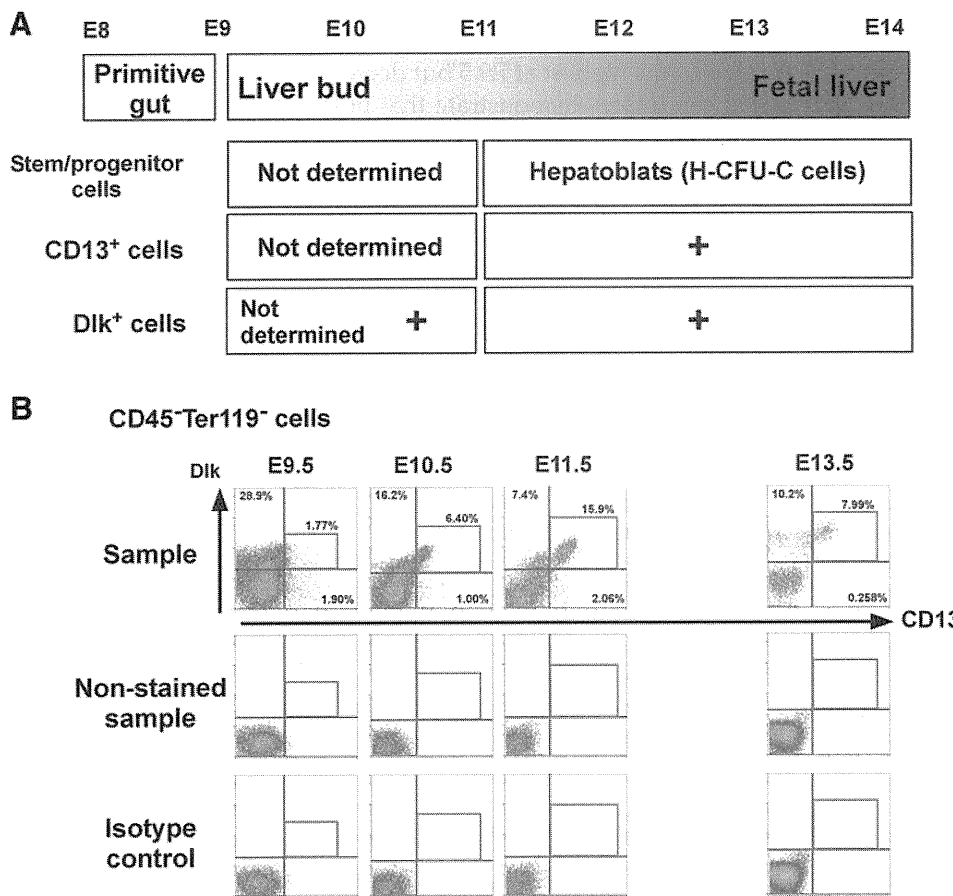 A
E8 E9 E10 E11 E12 E13 E14
Primitive gut
Liver bud
Fetal liver
Stem/progenitor cells
Not determined
Hepatoblats (H-CFU-C cells)
CD13+ cells
Not determined
+
Dlk+ cells
Not determined
+
+
B
CD45-Ter119- cells
Dlk
E9.5 E10.5 E11.5 E13.5
Sample
28.9% 1.77% 1.90%
16.2% 6.40% 1.00%
7.4% 15.9% 2.06%
10.2% 7.99% 0.258%
CD13
Non-stained sample
Isotype control